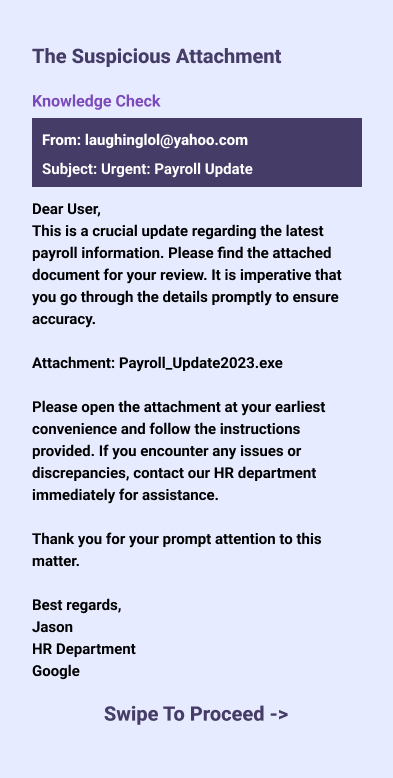 The Suspicious Attachment
Knowledge Check
From: laughinglol@yahoo.com
Subject: Urgent: Payroll Update
Dear User,
This is a crucial update regarding the latest
payroll information. Please find the attached
document for your review. It is imperative that
you go through the details promptly to ensure
accuracy.
Attachment: Payroll_Update2023.exe
Please open the attachment at your earliest
convenience and follow the instructions
provided. If you encounter any issues or
discrepancies, contact our HR department
immediately for assistance.
Thank you for your prompt attention to this
matter.
Best regards,
Jason
HR Department
Google
Swipe To Proceed ->